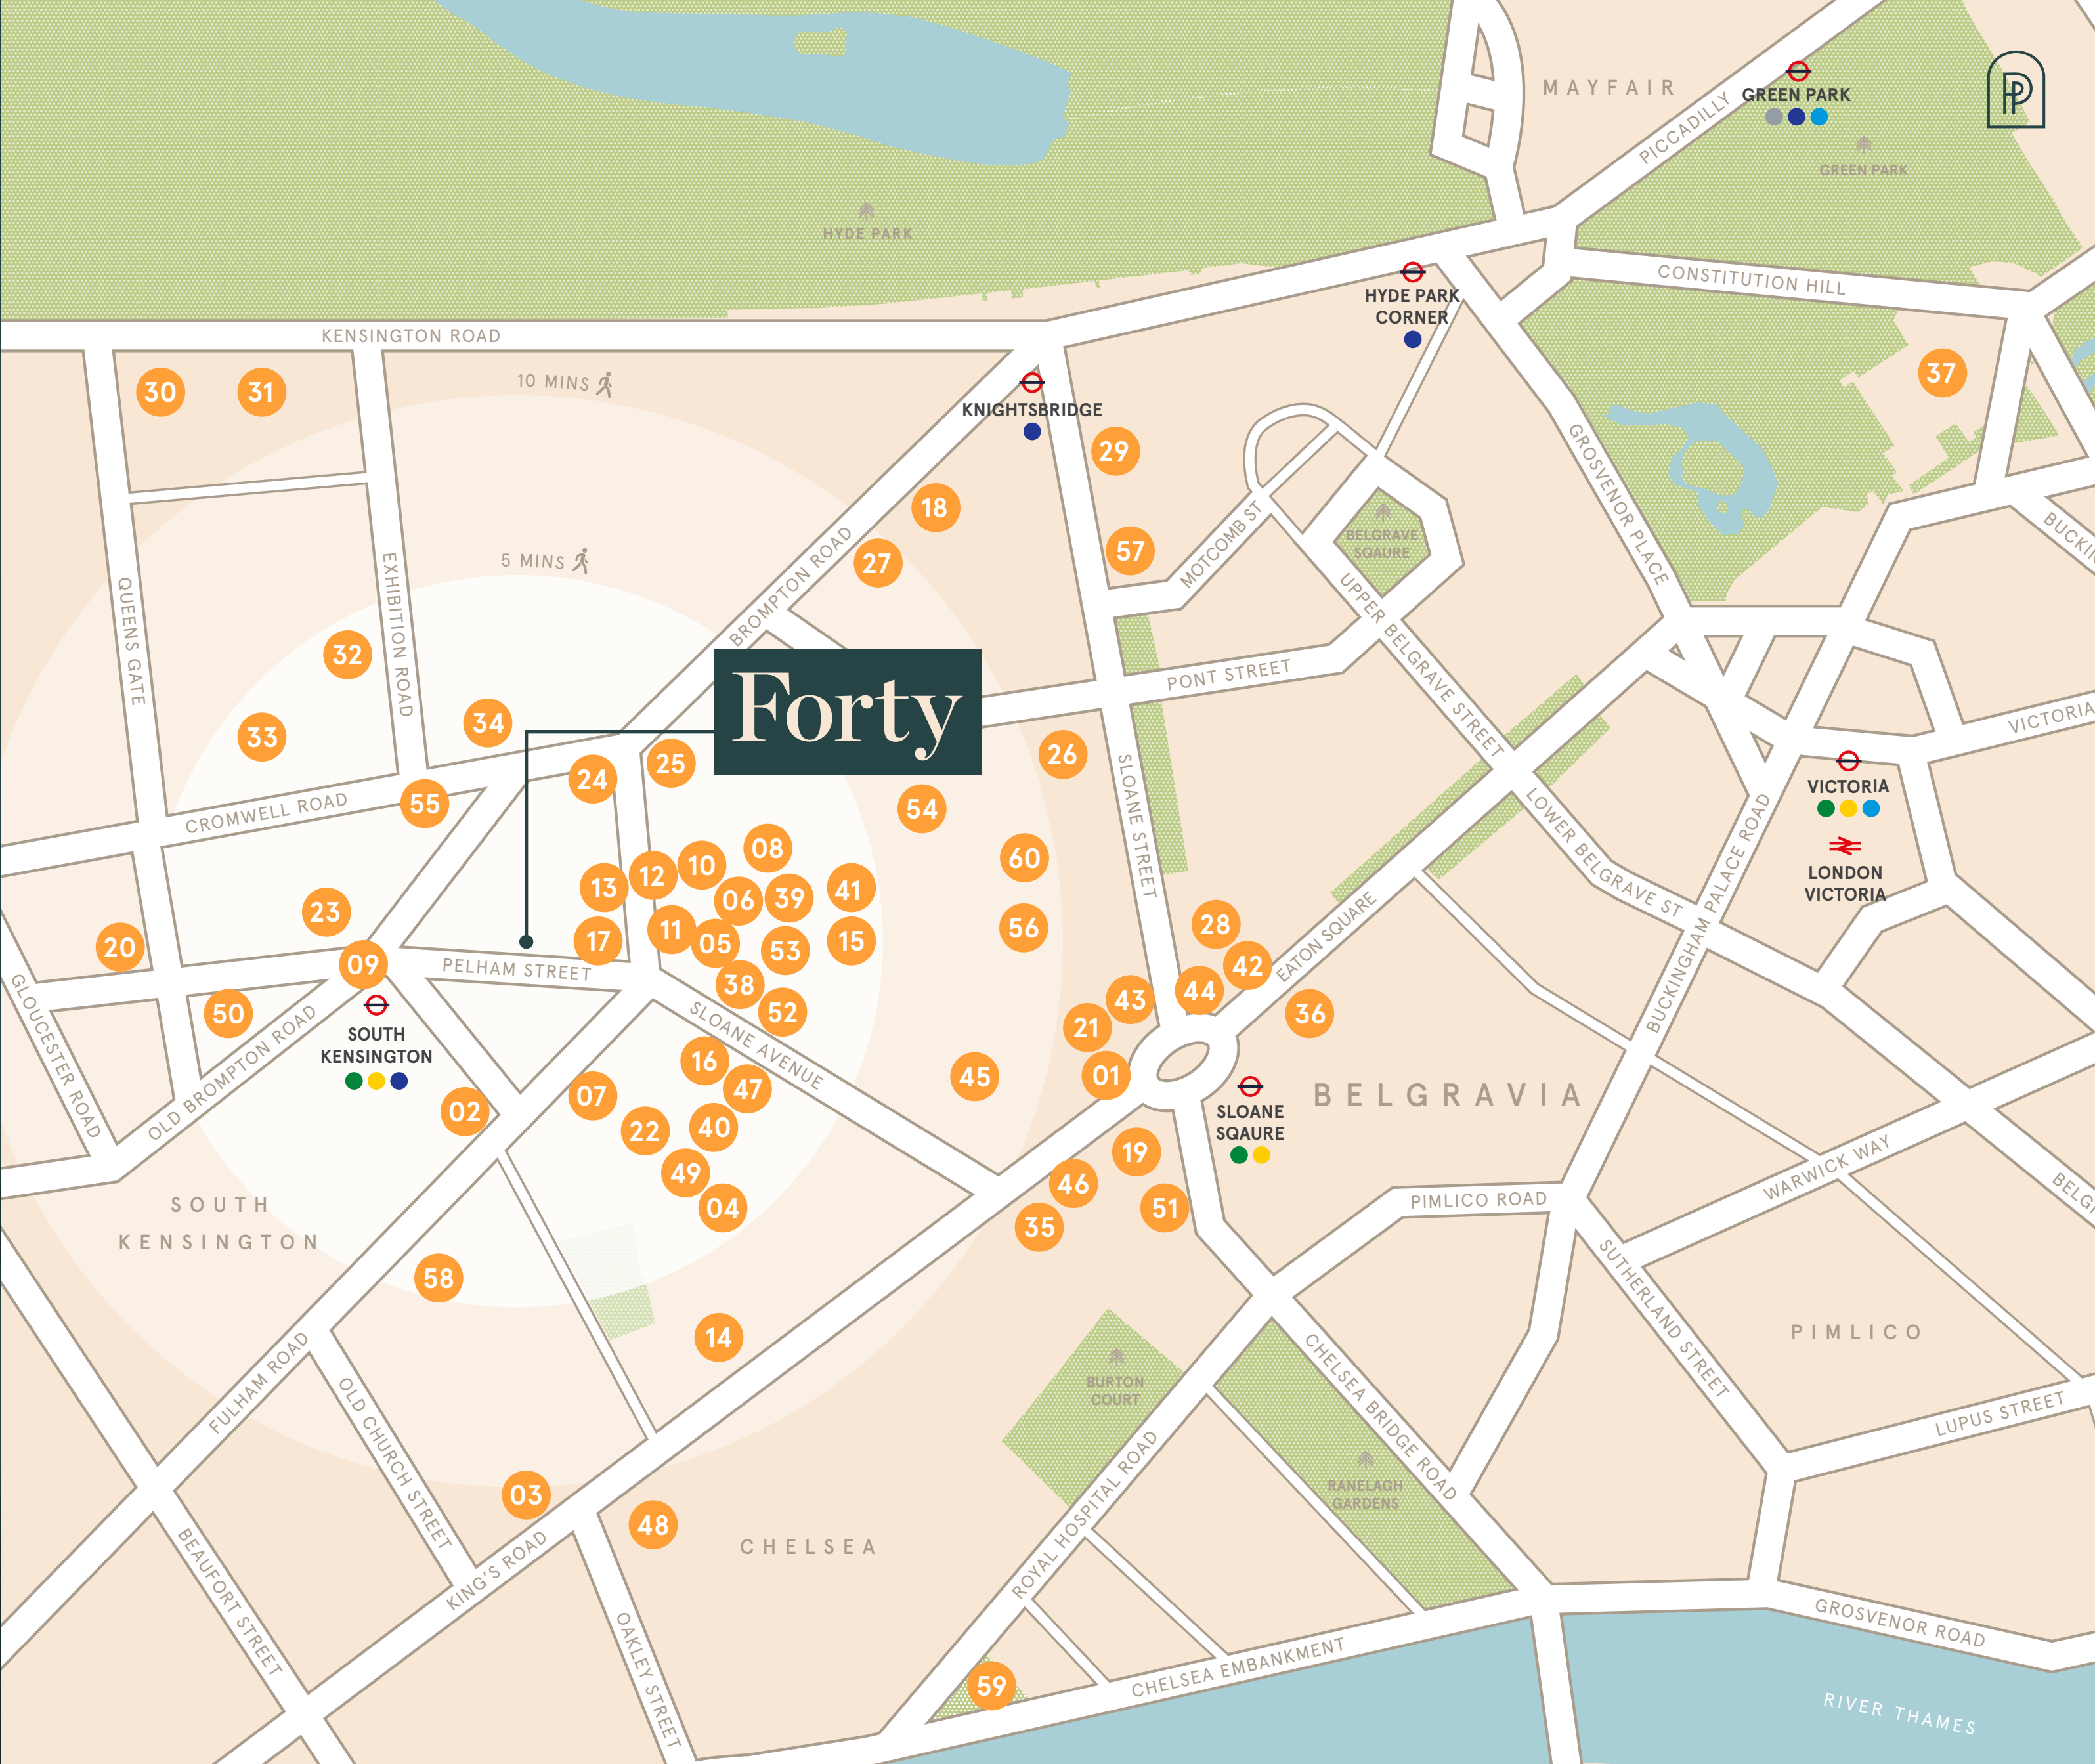 MAYFAIR
GREEN PARK
PICCADILLY
GREEN PARK
PP
HYDE PARK
CONSTITUTION HILL
HYDE PARK
CORNER
KENSINGTON ROAD
30
31
10 MINS
KNIGHTSBRIDGE
37
29
18
27
57
5 MINS
BROMPTON ROAD
MOTCOMB ST
BELGRAVE
SQAURE
GROSVENOR PLACE
BUCKIN
QUEENS GATE
EXHIBITION ROAD
UPPER BELGRAVE STREET
32
33
34
Forty
PONT STREET
24
25
26
VICTORIA
VICTORIA
LONDON
VICTORIA
CROMWELL ROAD
55
54
SLOANE STREET
LOWER BELGRAVE ST
BUCKINGHAM PALACE ROAD
08
10
12
13
06
39
41
60
23
20
09
17
11
05
53
15
56
28
42
EATON SQUARE
PELHAM STREET
38
52
44
43
36
50
GLOUCESTER ROAD
OLD BROMPTON ROAD
SOUTH
KENSINGTON
SLOANE AVENUE
21
16
47
45
01
07
02
22
40
BELGRAVIA
SLOANE
SQAURE
19
49
46
04
35
51
SOUTH
KENSINGTON
PIMLICO ROAD
WARWICK WAY
BELG
58
14
SUTHERLAND STREET
PIMLICO
FULHAM ROAD
OLD CHURCH STREET
BURTON
COURT
CHELSEA BRIDGE ROAD
LUPUS STREET
RANELAGH
GARDENS
03
48
CHELSEA
ROYAL HOSPITAL ROAD
BEAUFORT STREET
KING'S ROAD
OAKLEY STREET
59
CHELSEA EMBANKMENT
GROSVENOR ROAD
RIVER THAMES